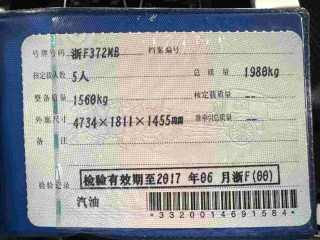 号牌号码 浙F372MB 档案编号
核定载人数 5人 总质量 1980kg
整备质量 1560kg 核定载质量 --
外廓尺寸 4734×1811×1455mm 准牵引总质量 --
备注
检验记录 检验有效期至2017年06月浙F(00)
汽油 *3320014691584*